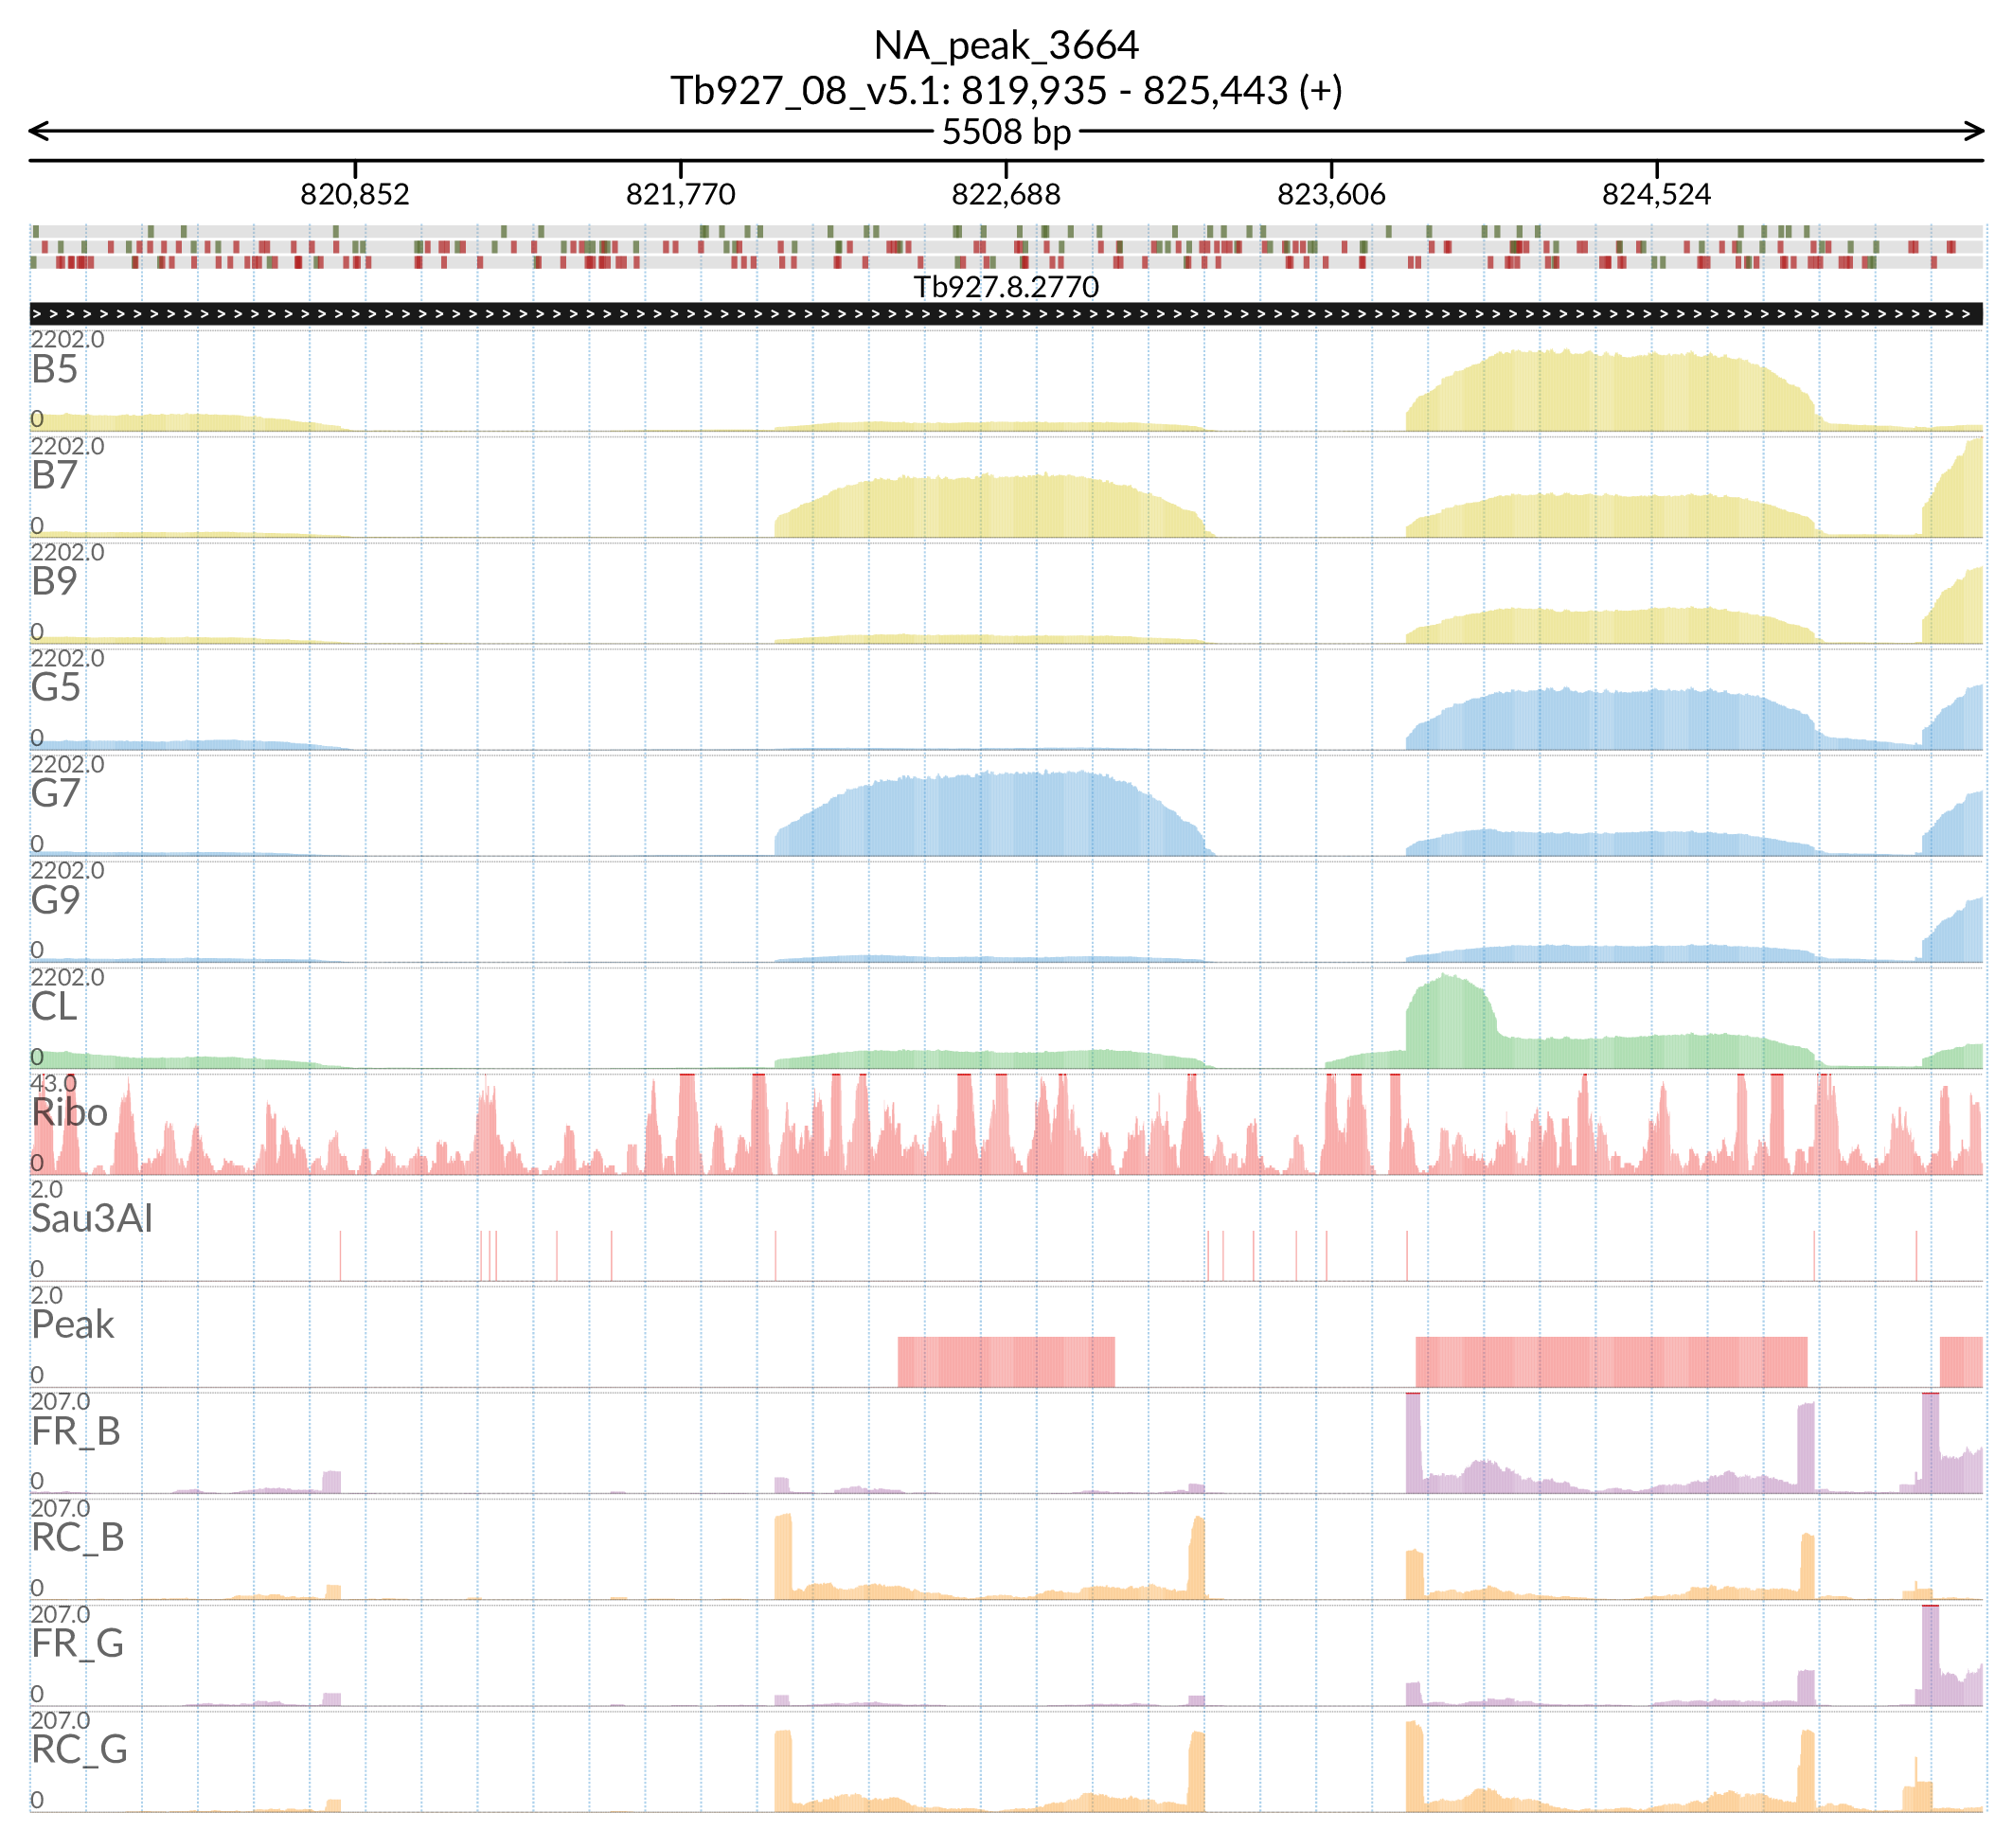 NA_peak_3664
Tb927_08_v5.1: 819,935 - 825,443 (+)
5508 bp
820,852 821,770 822,688 823,606 824,524
Tb927.8.2770
2202.0
B5
0
2202.0
B7
0
2202.0
B9
0
2202.0
G5
0
2202.0
G7
0
2202.0
G9
0
2202.0
CL
0
43.0
Ribo
0
2.0
Sau3AI
0
2.0
Peak
0
207.0
FR_B
0
207.0
RC_B
0
207.0
FR_G
0
207.0
RC_G
0